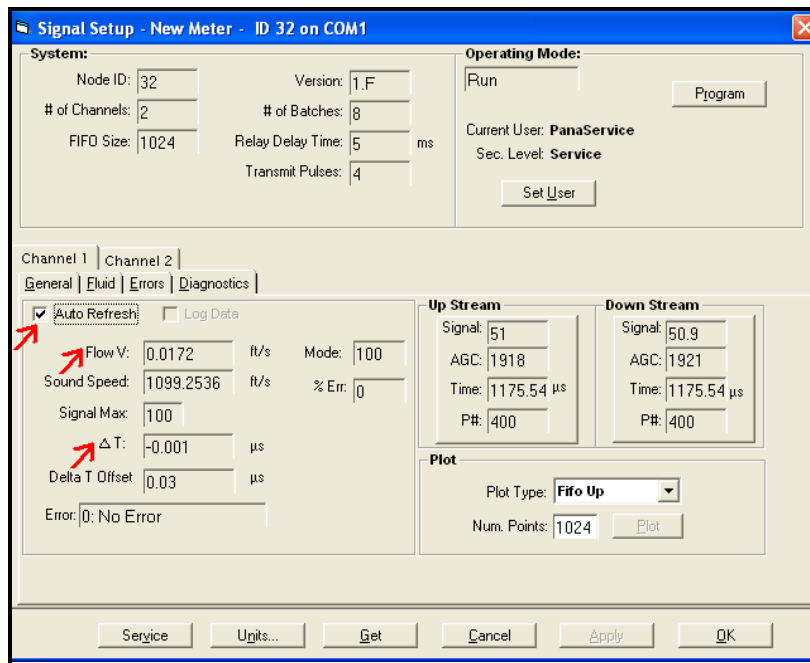 Signal Setup - New Meter - ID 32 on COM1
System:
Node ID: 32
Version: 1.F
# of Channels: 2
# of Batches: 8
FIFO Size: 1024
Relay Delay Time: 5 ms
Transmit Pulses: 4
Operating Mode:
Run
Program
Current User: PanaService
Sec. Level: Service
Set User
Channel 1
Channel 2
General
Fluid
Errors
Diagnostics
Auto Refresh
Log Data
Flow V: 0.0172 ft/s
Mode: 100
Sound Speed: 1099.2536 ft/s
% Err: 0
Signal Max: 100
△ T: -0.001 µs
Delta T Offset 0.03 µs
Error: 0: No Error
Up Stream
Signal: 51
AGC: 1918
Time: 1175.54 µs
P#: 400
Down Stream
Signal: 50.9
AGC: 1921
Time: 1175.54 µs
P#: 400
Plot
Plot Type: Fifo Up
Num. Points: 1024
Plot
Service
Units...
Get
Cancel
Apply
OK